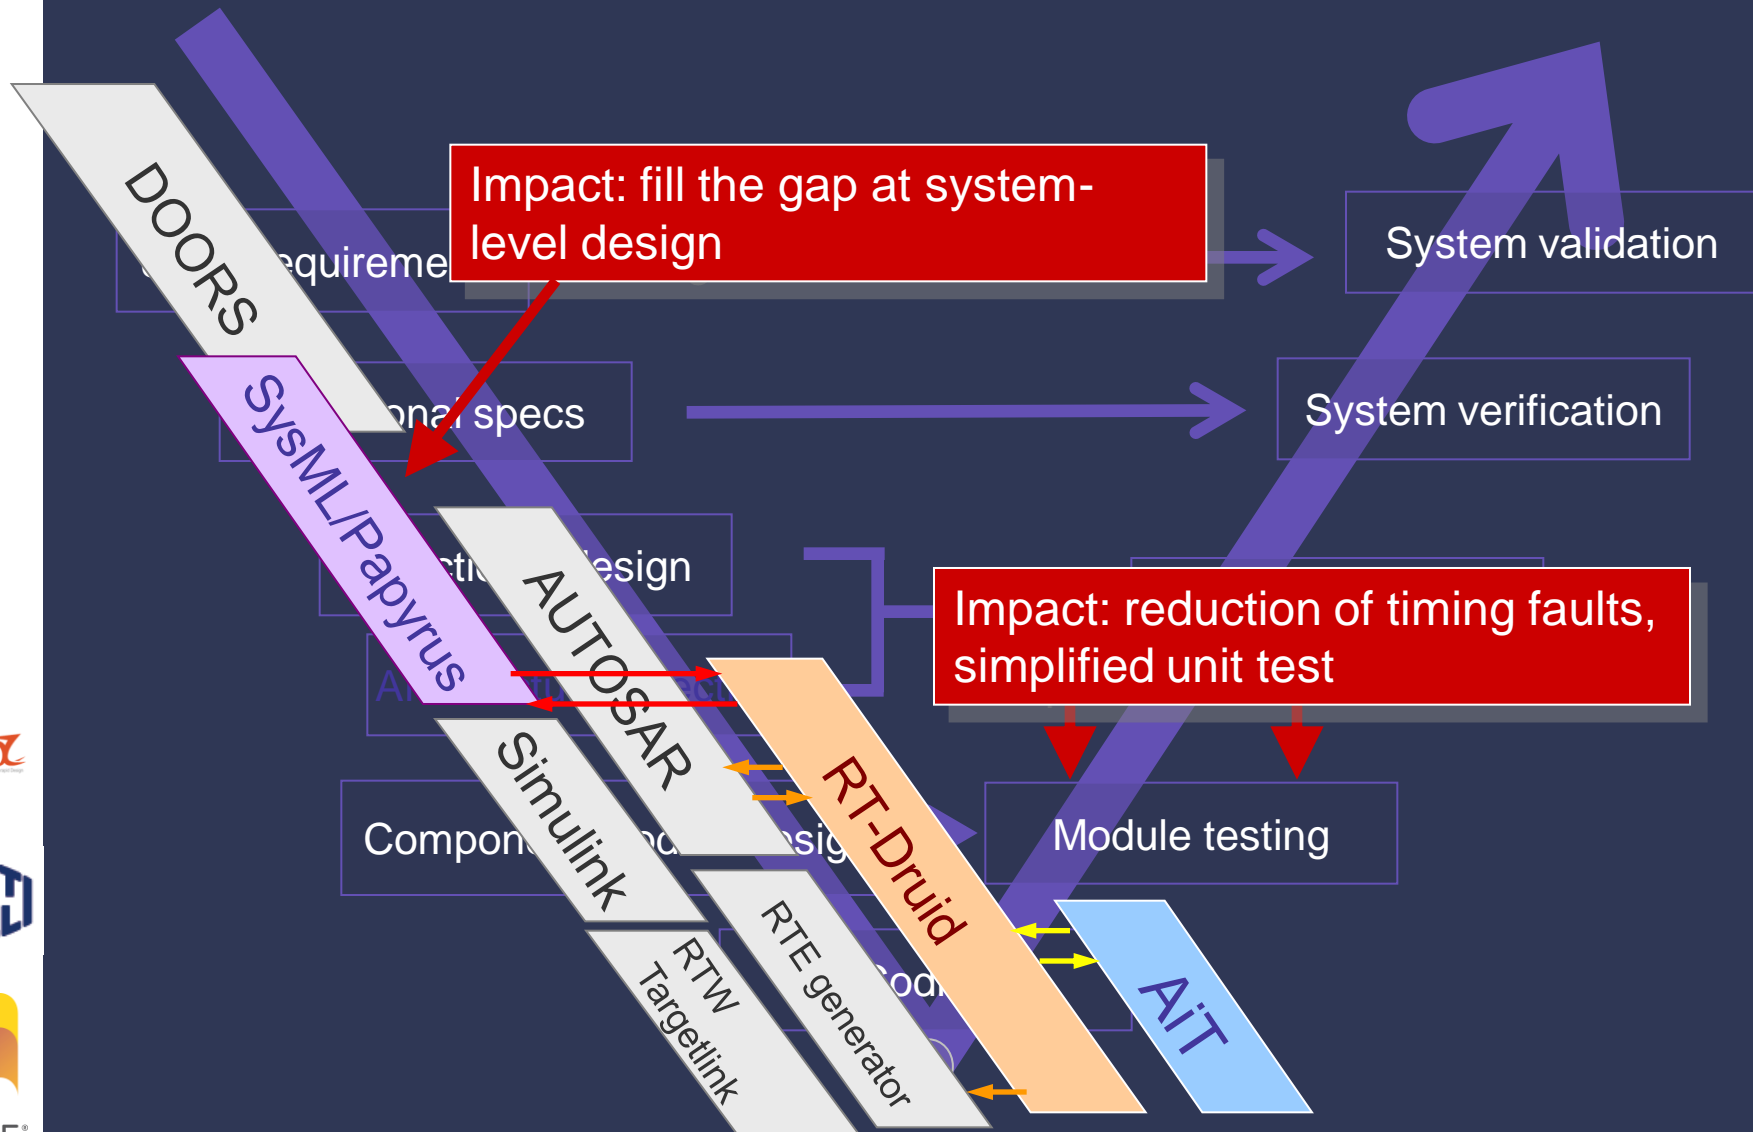 Impact: fill the gap at system-
level design
DOORS
System validation
SysML/Papyrus
specs
System verification
AUTOSAR
Impact: reduction of timing faults,
simplified unit test
Simulink
RT-Druid
Module testing
RTW
Targetlink
RTE generator
AiT